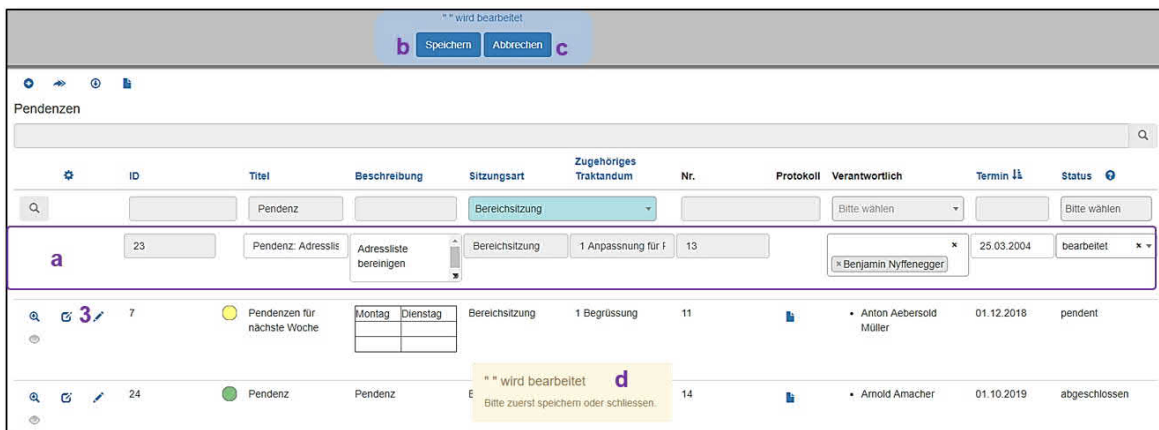 " " wird bearbeitet
b Speichern Abbrechen c
Pendenzen
ID Titel Beschreibung Sitzungsart Zugehöriges Traktandum Nr. Protokoll Verantwortlich Termin Status
Pendenz Bereichsitzung Bitte wählen Bitte wählen
a 23 Pendenz: Adresslis Adressliste bereinigen Bereichsitzung 1 Anpassnung für F 13 × Benjamin Nyffenegger × 25.03.2004 bearbeitet ×
3 7 Pendenzen für nächste Woche Montag Dienstag Bereichsitzung 1 Begrüssung 11 • Anton Aebersold Müller 01.12.2018 pendent
" " wird bearbeitet d
Bitte zuerst speichern oder schliessen.
24 Pendenz Pendenz E 14 • Arnold Amacher 01.10.2019 abgeschlossen